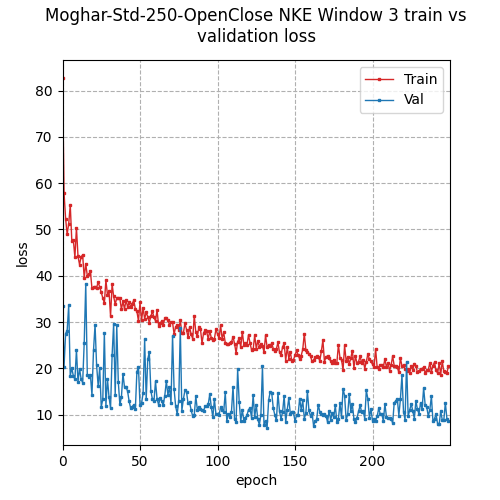 Moghar-Std-250-OpenClose NKE Window 3 train vs
validation loss
Train
Val
80
70
60
50
40
30
20
10
loss
0
50
100
150
200
epoch